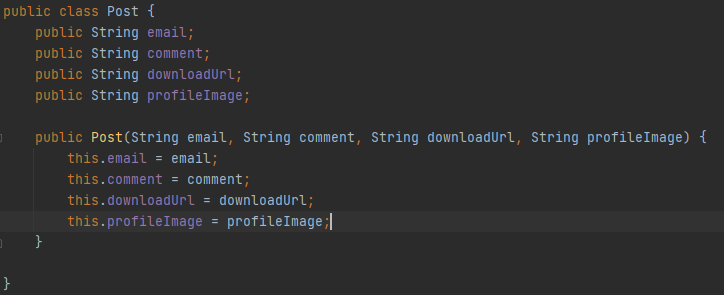 public class Post {
    public String email;
    public String comment;
    public String downloadUrl;
    public String profileImage;

    public Post(String email, String comment, String downloadUrl, String profileImage) {
        this.email = email;
        this.comment = comment;
        this.downloadUrl = downloadUrl;
        this.profileImage = profileImage;
    }

}